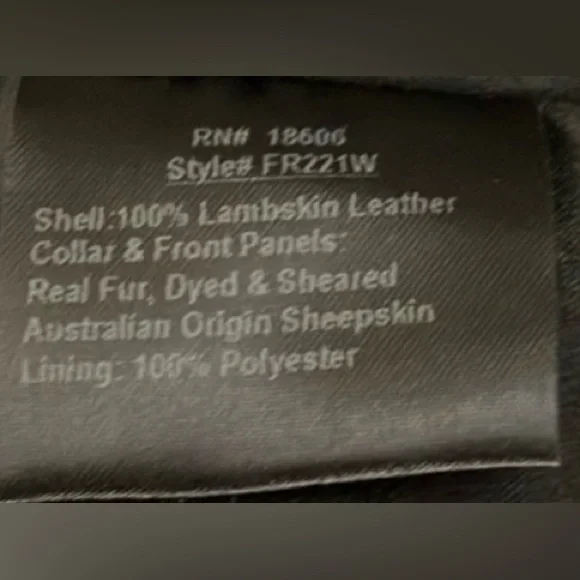 RN# 18606
Style# FR221W
Shell:100% Lambskin Leather
Collar & Front Panels:
Real Fur, Dyed & Sheared
Australian Origin Sheepskin
Lining: 100% Polyester